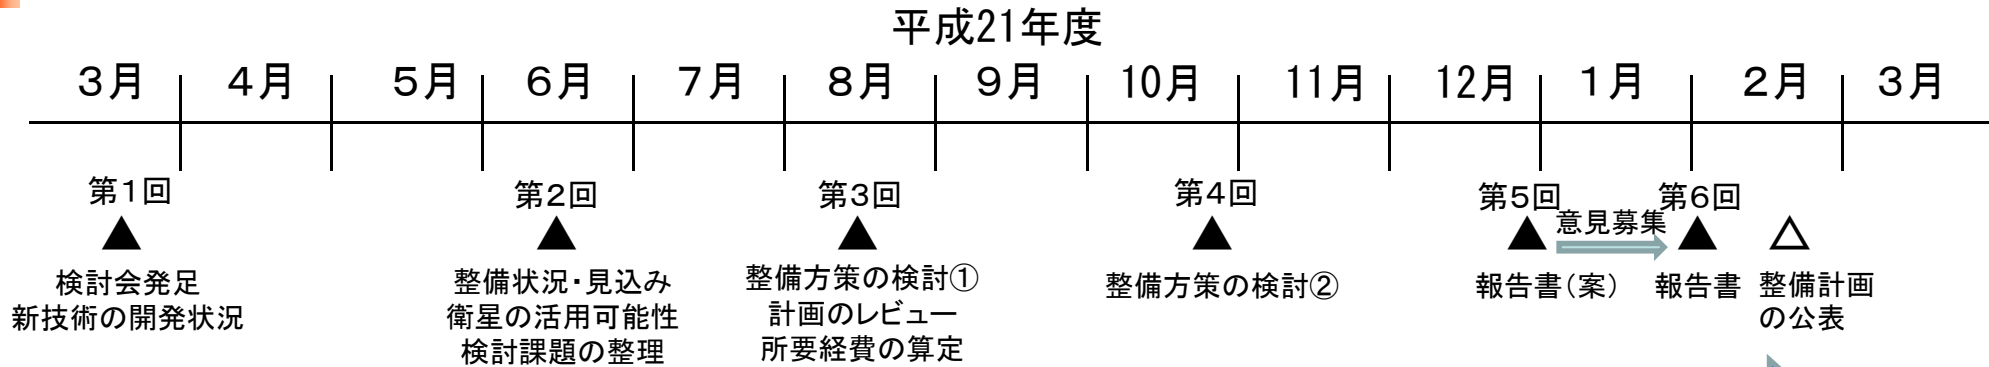 平成21年度
3月 4月 5月 6月 7月 8月 9月 10月 11月 12月 1月 2月 3月
第1回
検討会発足
新技術の開発状況
第2回
整備状況・見込み
衛星の活用可能性
検討課題の整理
第3回
整備方策の検討①
計画のレビュー
所要経費の算定
第4回
整備方策の検討②
第5回
報告書(案)
意見募集
第6回
報告書
整備計画
の公表